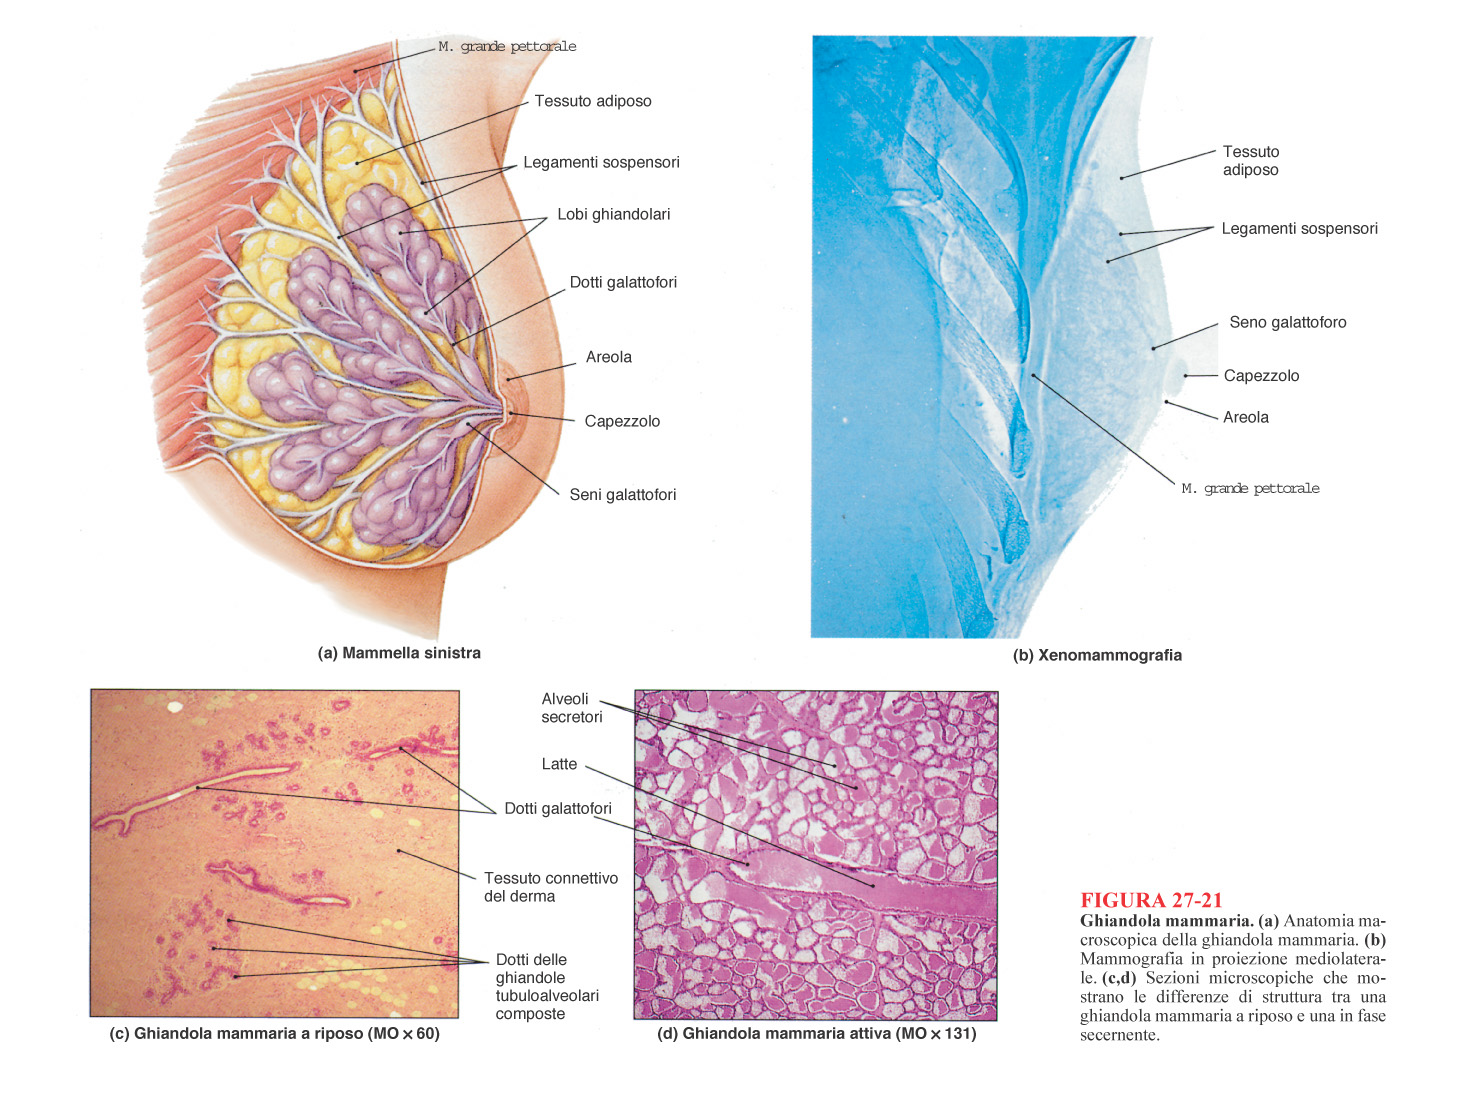 M. grande pettorale
Tessuto adiposo
Legamenti sospensori
Lobi ghiandolari
Dotti galattofori
Areola
Capezzolo
Seni galattofori
(a) Mammella sinistra
Tessuto
adiposo
Legamenti sospensori
Seno galattoforo
Capezzolo
Areola
M. grande pettorale
(b) Xenomammografia
Alveoli
secretori
Latte
Dotti galattofori
Tessuto connettivo
del derma
Dotti delle
ghiandole
tubuloalveolari
composte
(c) Ghiandola mammaria a riposo (MO × 60)
(d) Ghiandola mammaria attiva (MO × 131)
FIGURA 27-21
Ghiandola mammaria. (a) Anatomia ma-
croscopica della ghiandola mammaria. (b)
Mammografia in proiezione mediolatera-
le. (c,d) Sezioni microscopiche che mo-
strano le differenze di struttura tra una
ghiandola mammaria a riposo e una in fase
secernente.